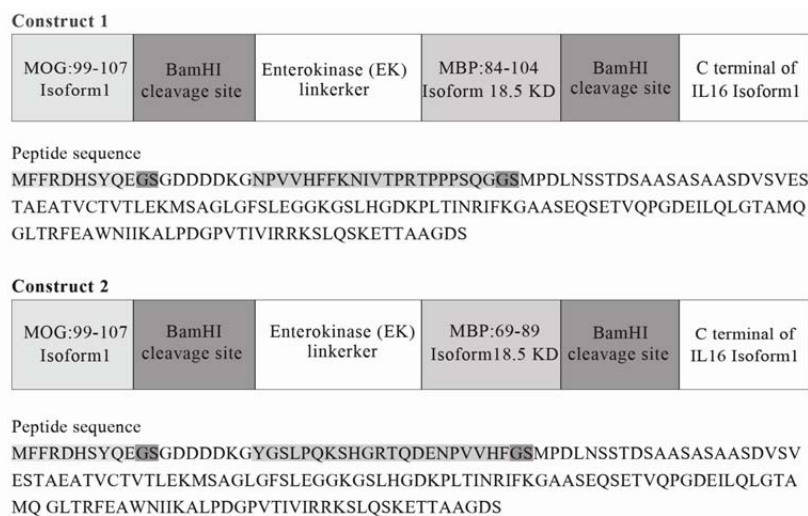 Construct 1
MOG:99-107
Isoform1
BamHI
cleavage site
Enterokinase (EK)
linkerker
MBP:84-104
Isoform 18.5 KD
BamHI
cleavage site
C terminal of
IL16 Isoform1
Peptide sequence
MFFRDHSYQEGSGDDDDKGNPVVHFFKNIVTPRTPPPSQGGSMPDLNSSTDSAASASAASDVSVES
TAEATVCTVTLEKMSAGLGFSLEGGKGSLHGDKPLTINRIFKGAASEQSETVQPGDEILQLGTAMQ
GLTRFEAWNIIKALPDGPVTIVIRRKSLQSKETTAAGDS
Construct 2
MOG:99-107
Isoform1
BamHI
cleavage site
Enterokinase (EK)
linkerker
MBP:69-89
Isoform18.5 KD
BamHI
cleavage site
C terminal of
IL16 Isoform1
Peptide sequence
MFFRDHSYQEGSGDDDDKGYGSLPQKSHGRTQDENPVVHFGSMPDLNSSTDSAASASAASDVSV
ESTAEATVCTVTLEKMSAGLGFSLEGGKGSLHGDKPLTINRIFKGAASEQSETVQPGDEILQLGTA
MQ GLTRFEAWNIIKALPDGPVTIVIRRKSLQSKETTAAGDS